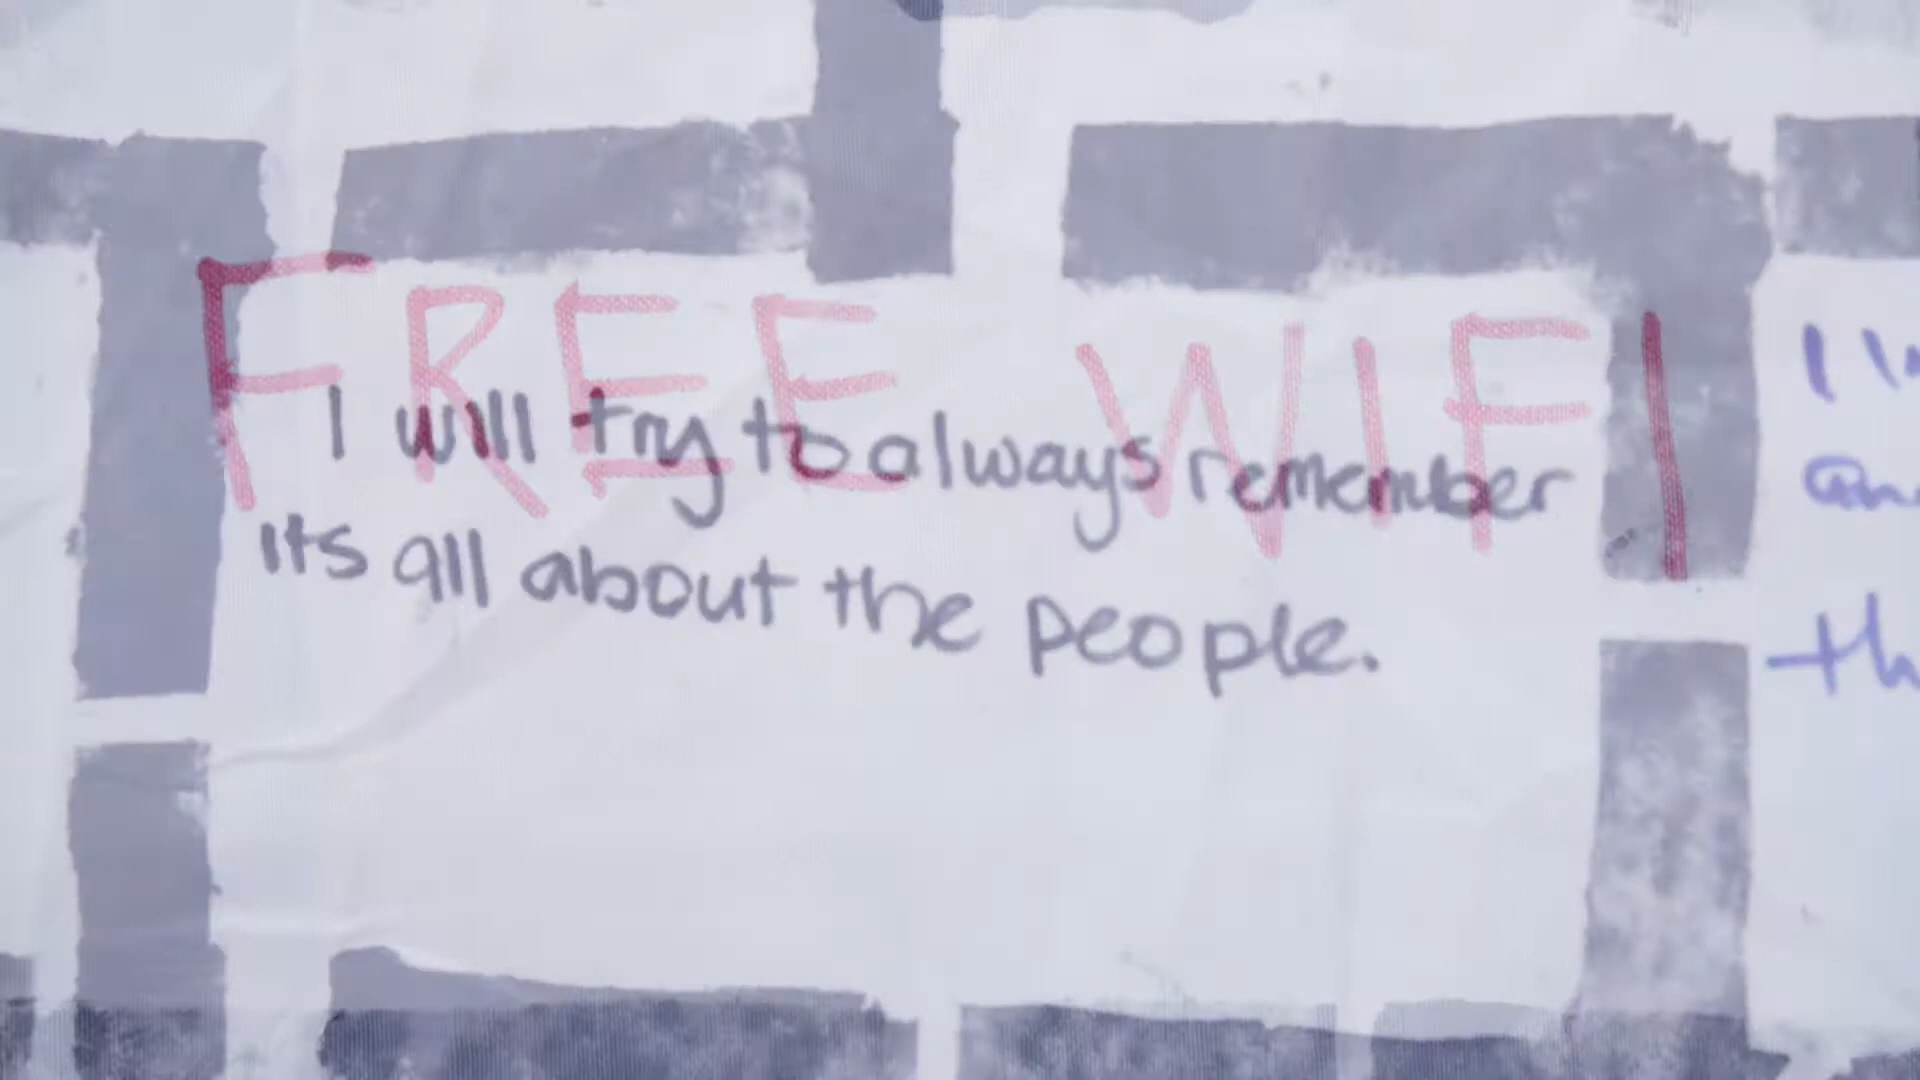 FREE WIFI
I will try to always remember
its all about the people.